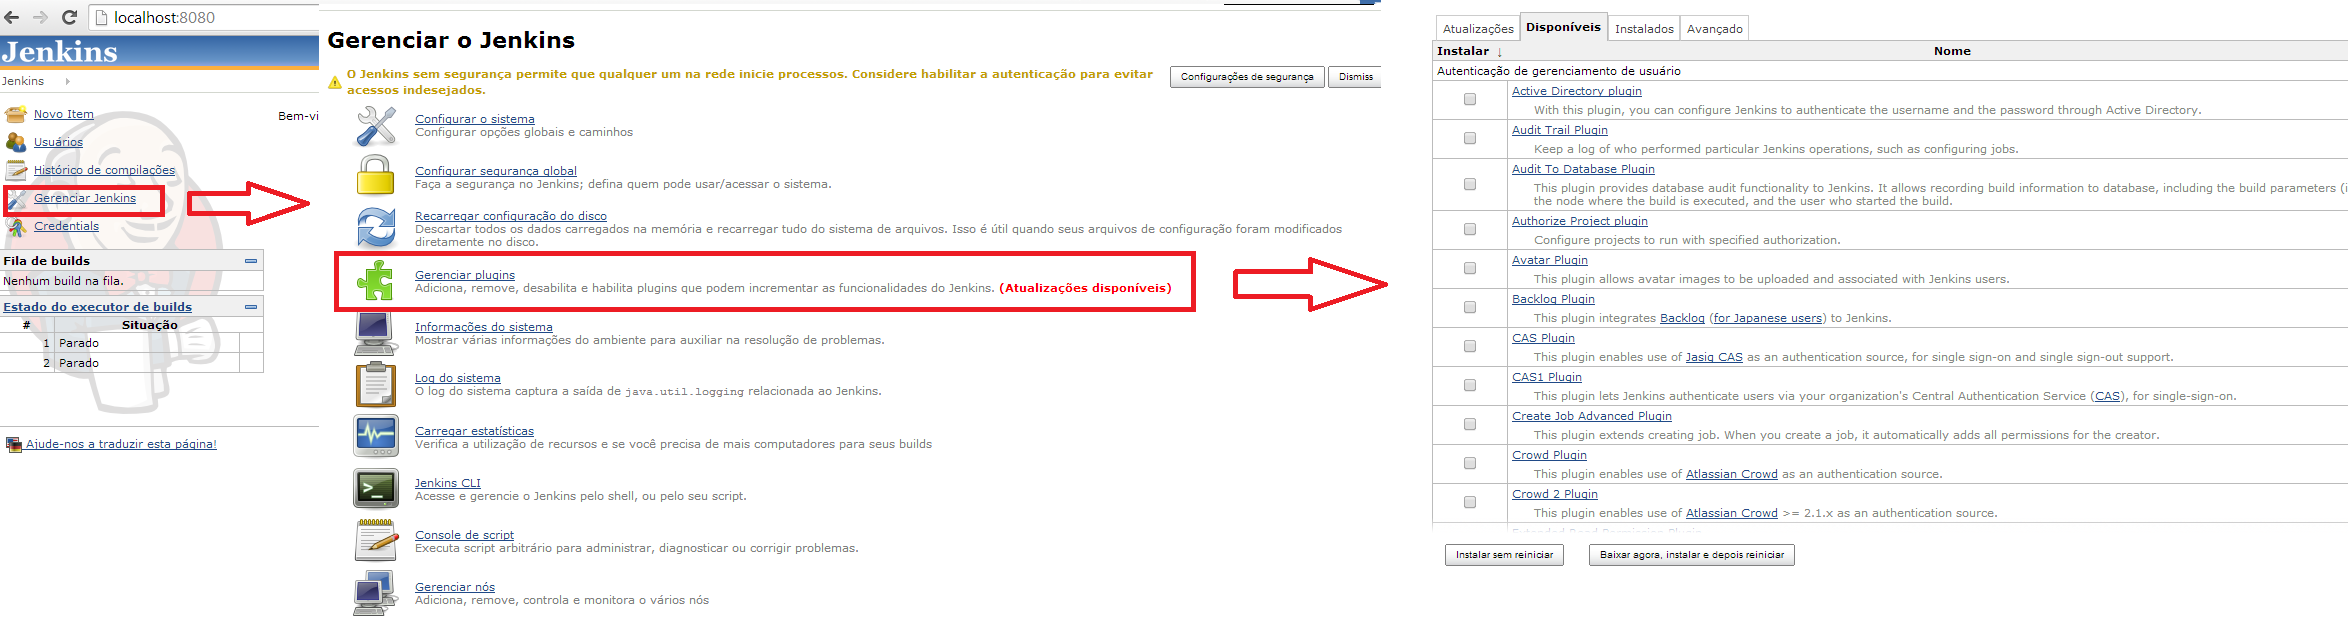 localhost:8080
Jenkins
Jenkins
Novo Item
Usuários
Histórico de compilações
Gerenciar Jenkins
Credentials
Bem-vi
Fila de builds
Nenhum build na fila.
Estado do executor de builds
# Situação
1 Parado
2 Parado
Ajude-nos a traduzir esta página!
Gerenciar o Jenkins
O Jenkins sem segurança permite que qualquer um na rede inicie processos. Considere habilitar a autenticação para evitar
acessos indesejados.
Configurações de segurança
Dismiss
Configurar o sistema
Configurar opções globais e caminhos
Configurar segurança global
Faça a segurança no Jenkins; defina quem pode usar/acessar o sistema.
Recarregar configuração do disco
Descartar todos os dados carregados na memória e recarregar tudo do sistema de arquivos. Isso é útil quando seus arquivos de configuração foram modificados
diretamente no disco.
Gerenciar plugins
Adiciona, remove, desabilita e habilita plugins que podem incrementar as funcionalidades do Jenkins. (Atualizações disponíveis)
Informações do sistema
Mostrar várias informações do ambiente para auxiliar na resolução de problemas.
Log do sistema
O log do sistema captura a saída de java.util.logging relacionada ao Jenkins.
Carregar estatísticas
Verifica a utilização de recursos e se você precisa de mais computadores para seus builds
Jenkins CLI
Acesse e gerencie o Jenkins pelo shell, ou pelo seu script.
Console de script
Executa script arbitrário para administrar, diagnosticar ou corrigir problemas.
Gerenciar nós
Adiciona, remove, controla e monitora o vários nós
Atualizações Disponíveis Instalados Avançado
Instalar ↓ Nome
Autenticação de gerenciamento de usuário
Active Directory plugin
With this plugin, you can configure Jenkins to authenticate the username and the password through Active Directory.
Audit Trail Plugin
Keep a log of who performed particular Jenkins operations, such as configuring jobs.
Audit To Database Plugin
This plugin provides database audit functionality to Jenkins. It allows recording build information to database, including the build parameters (i
the node where the build is executed, and the user who started the build.
Authorize Project plugin
Configure projects to run with specified authorization.
Avatar Plugin
This plugin allows avatar images to be uploaded and associated with Jenkins users.
Backlog Plugin
This plugin integrates Backlog (for Japanese users) to Jenkins.
CAS Plugin
This plugin enables use of Jasig CAS as an authentication source, for single sign-on and single sign-out support.
CAS1 Plugin
This plugin lets Jenkins authenticate users via your organization's Central Authentication Service (CAS), for single-sign-on.
Create Job Advanced Plugin
This plugin extends creating job. When you create a job, it automatically adds all permissions for the creator.
Crowd Plugin
This plugin enables use of Atlassian Crowd as an authentication source.
Crowd 2 Plugin
This plugin enables use of Atlassian Crowd >= 2.1.x as an authentication source.
Instalar sem reiniciar
Baixar agora, instalar e depois reiniciar